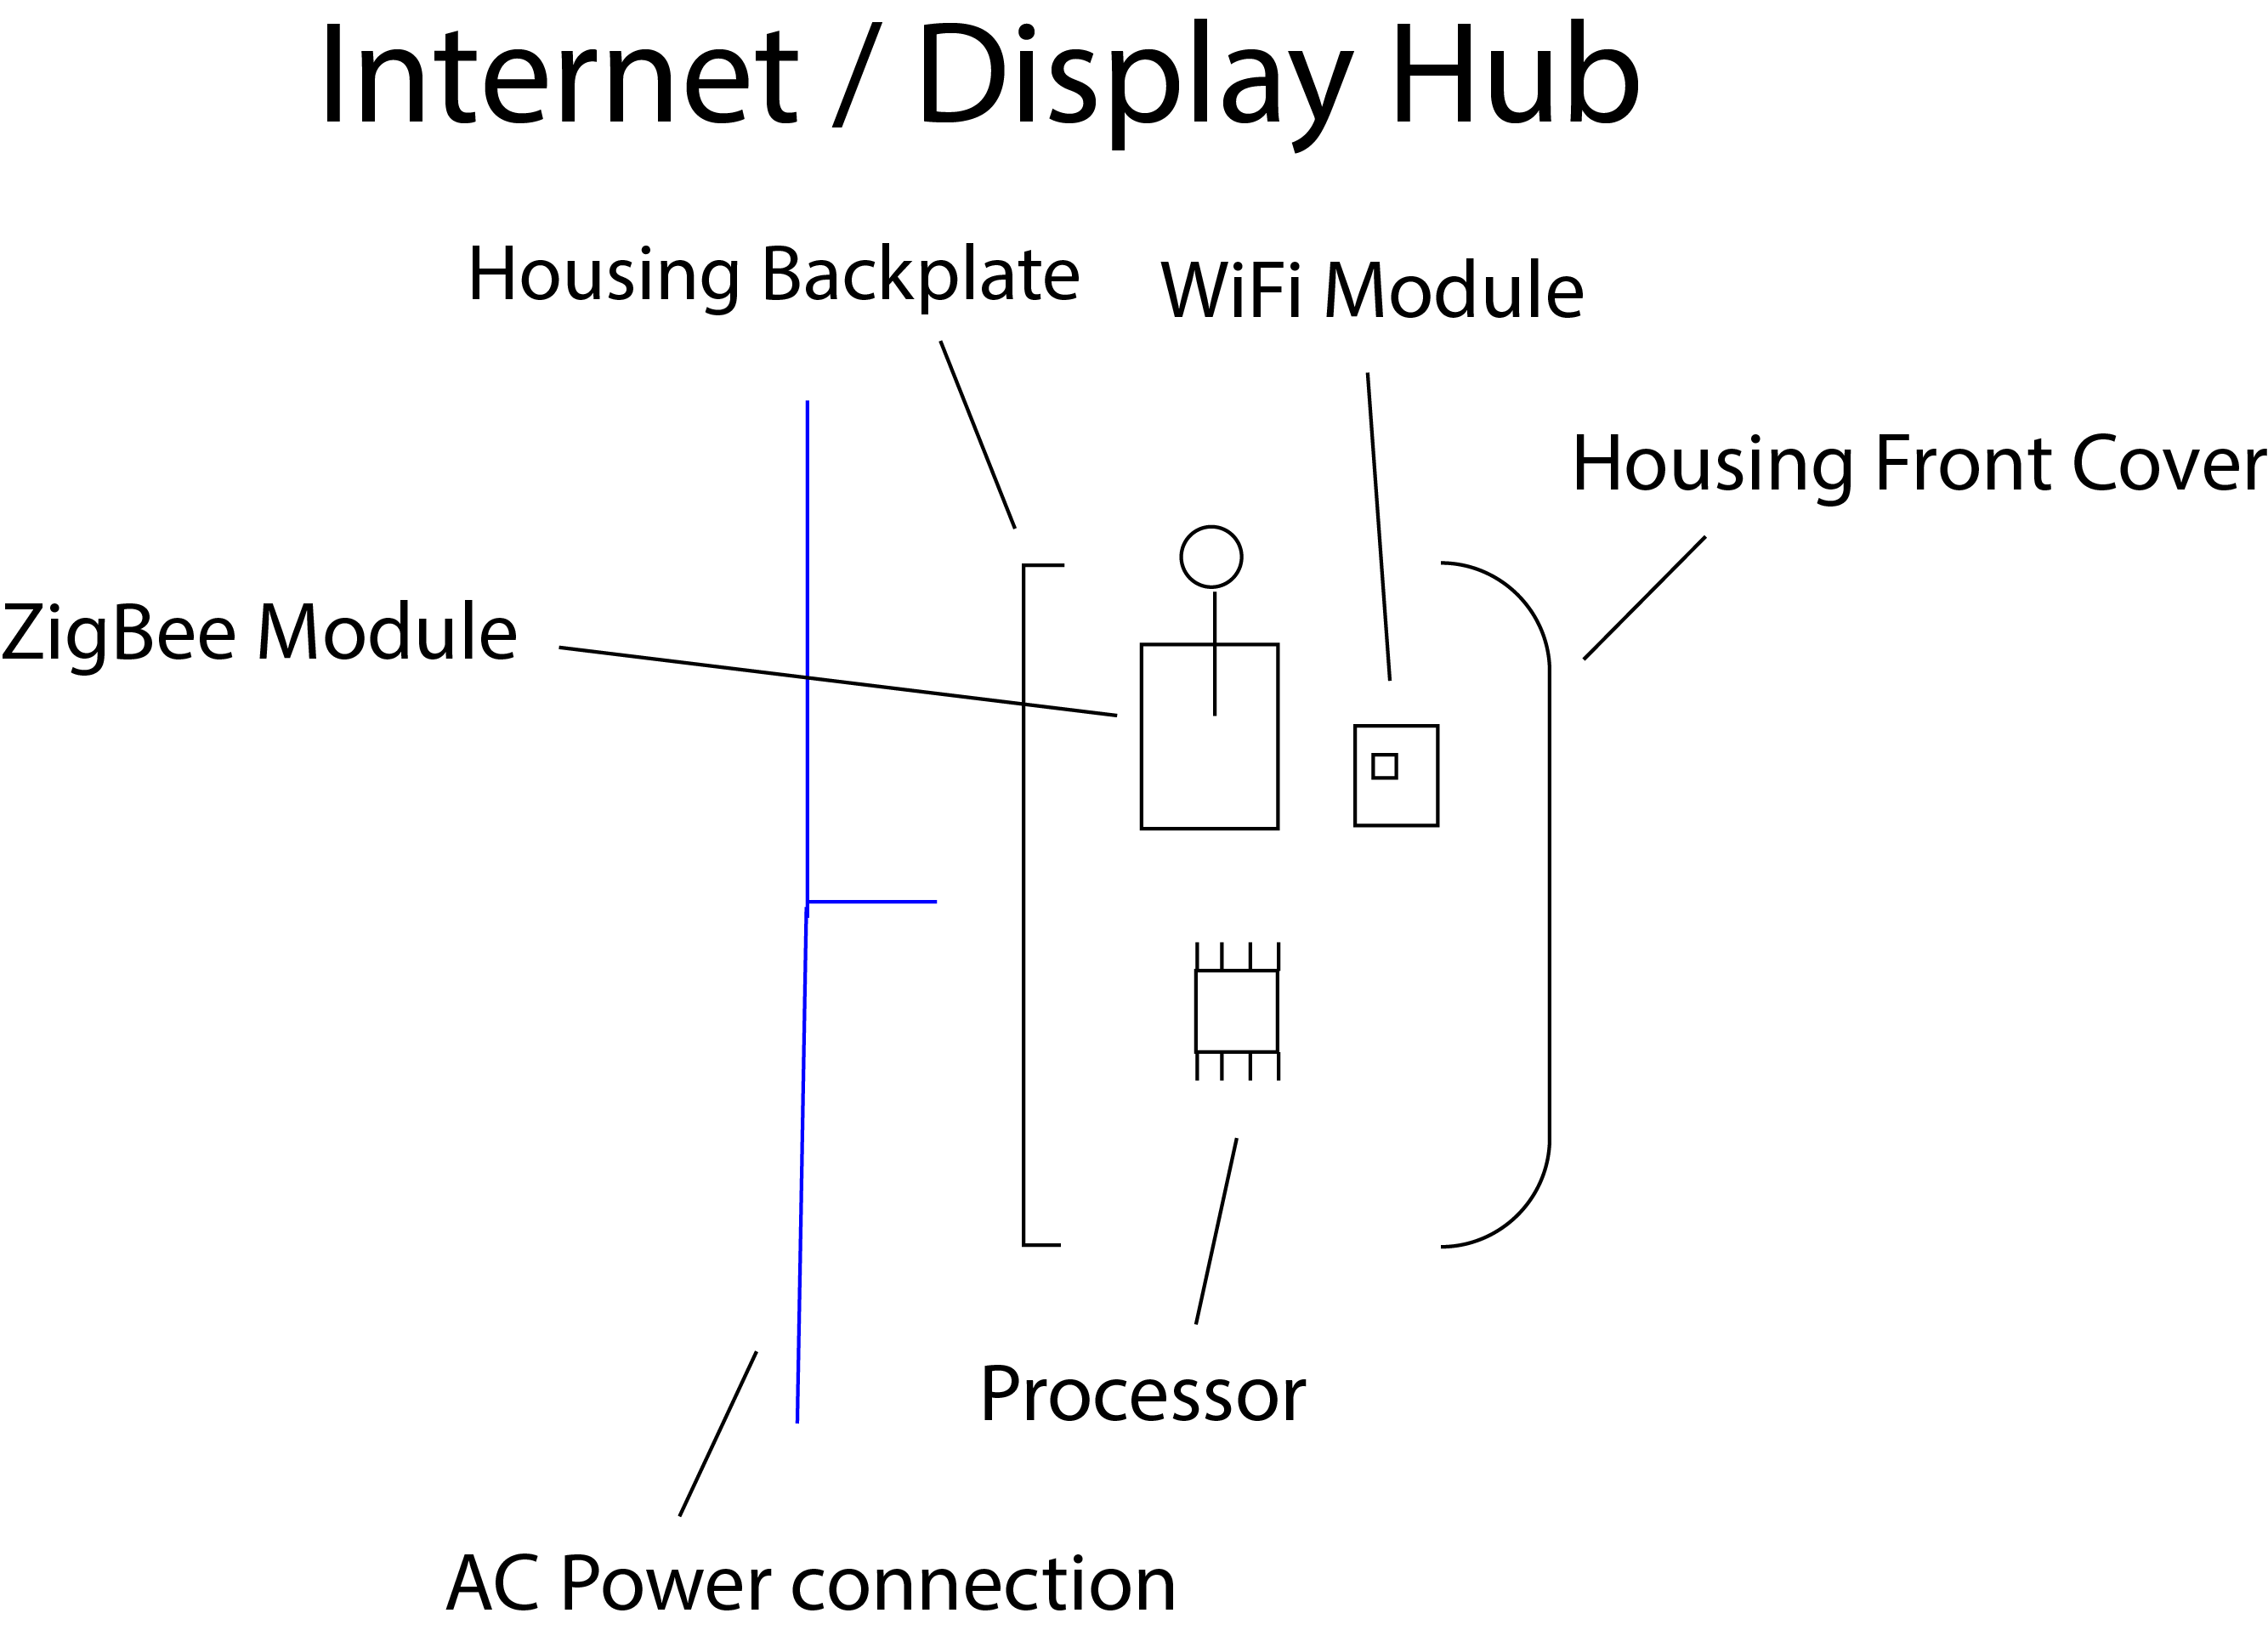 Internet / Display Hub
Housing Backplate
WiFi Module
Housing Front Cover
ZigBee Module
Processor
AC Power connection